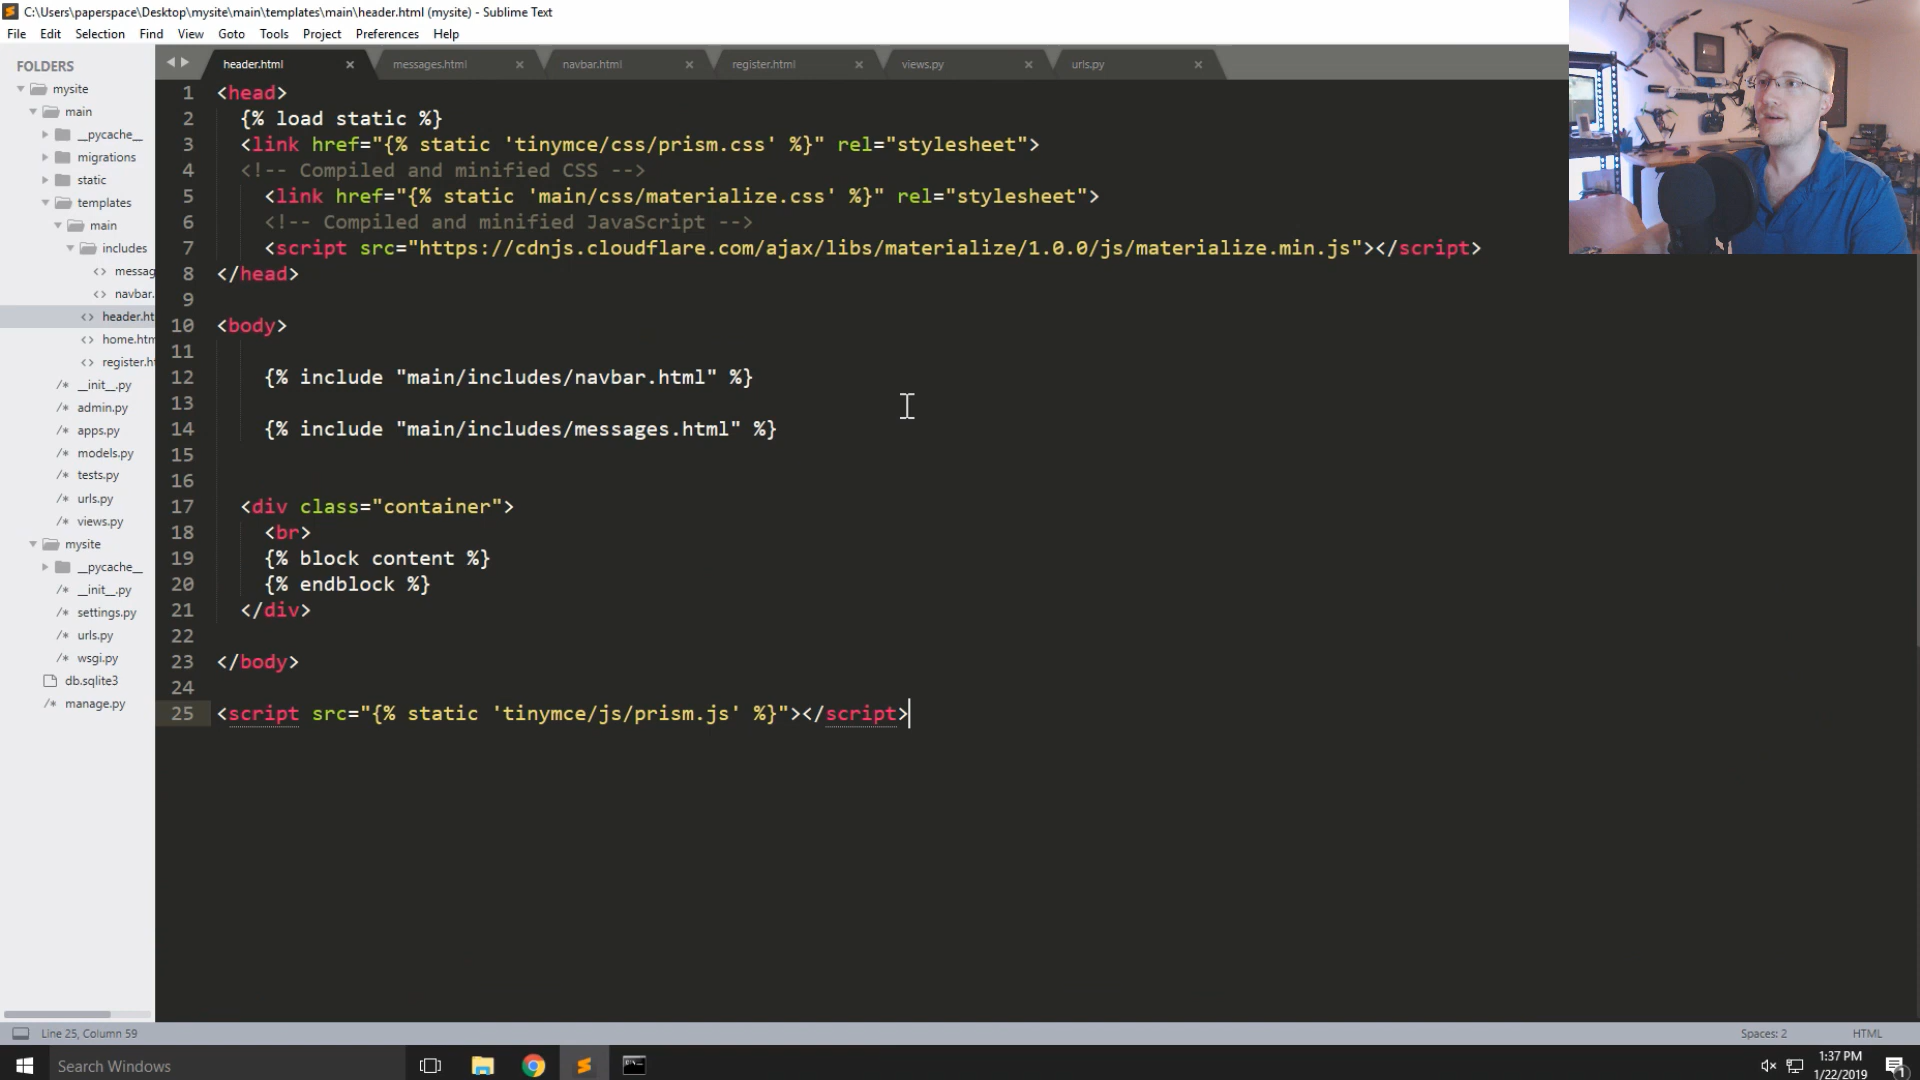 C:\Users\paperspace\Desktop\mysite\main\templates\main\header.html (mysite) - Sublime Text
File Edit Selection Find View Goto Tools Project Preferences Help
FOLDERS
mysite
main
__pycache__
migrations
static
templates
main
includes
messag
navbar.
header.ht
home.htm
register.h
__init__.py
admin.py
apps.py
models.py
tests.py
urls.py
views.py
mysite
__pycache__
__init__.py
settings.py
urls.py
wsgi.py
db.sqlite3
manage.py
header.html messages.html navbar.html register.html views.py urls.py
1 <head>
2 {% load static %}
3 <link href="{% static 'tinymce/css/prism.css' %}" rel="stylesheet">
4 <!-- Compiled and minified CSS -->
5 <link href="{% static 'main/css/materialize.css' %}" rel="stylesheet">
6 <!-- Compiled and minified JavaScript -->
7 <script src="https://cdnjs.cloudflare.com/ajax/libs/materialize/1.0.0/js/materialize.min.js"></script>
8 </head>
9
10 <body>
11
12 {% include "main/includes/navbar.html" %}
13
14 {% include "main/includes/messages.html" %}
15
16
17 <div class="container">
18 <br>
19 {% block content %}
20 {% endblock %}
21 </div>
22
23 </body>
24
25 <script src="{% static 'tinymce/js/prism.js' %}"></script>
Line 25, Column 59
Spaces: 2 HTML
Search Windows
1:37 PM
1/22/2019
1